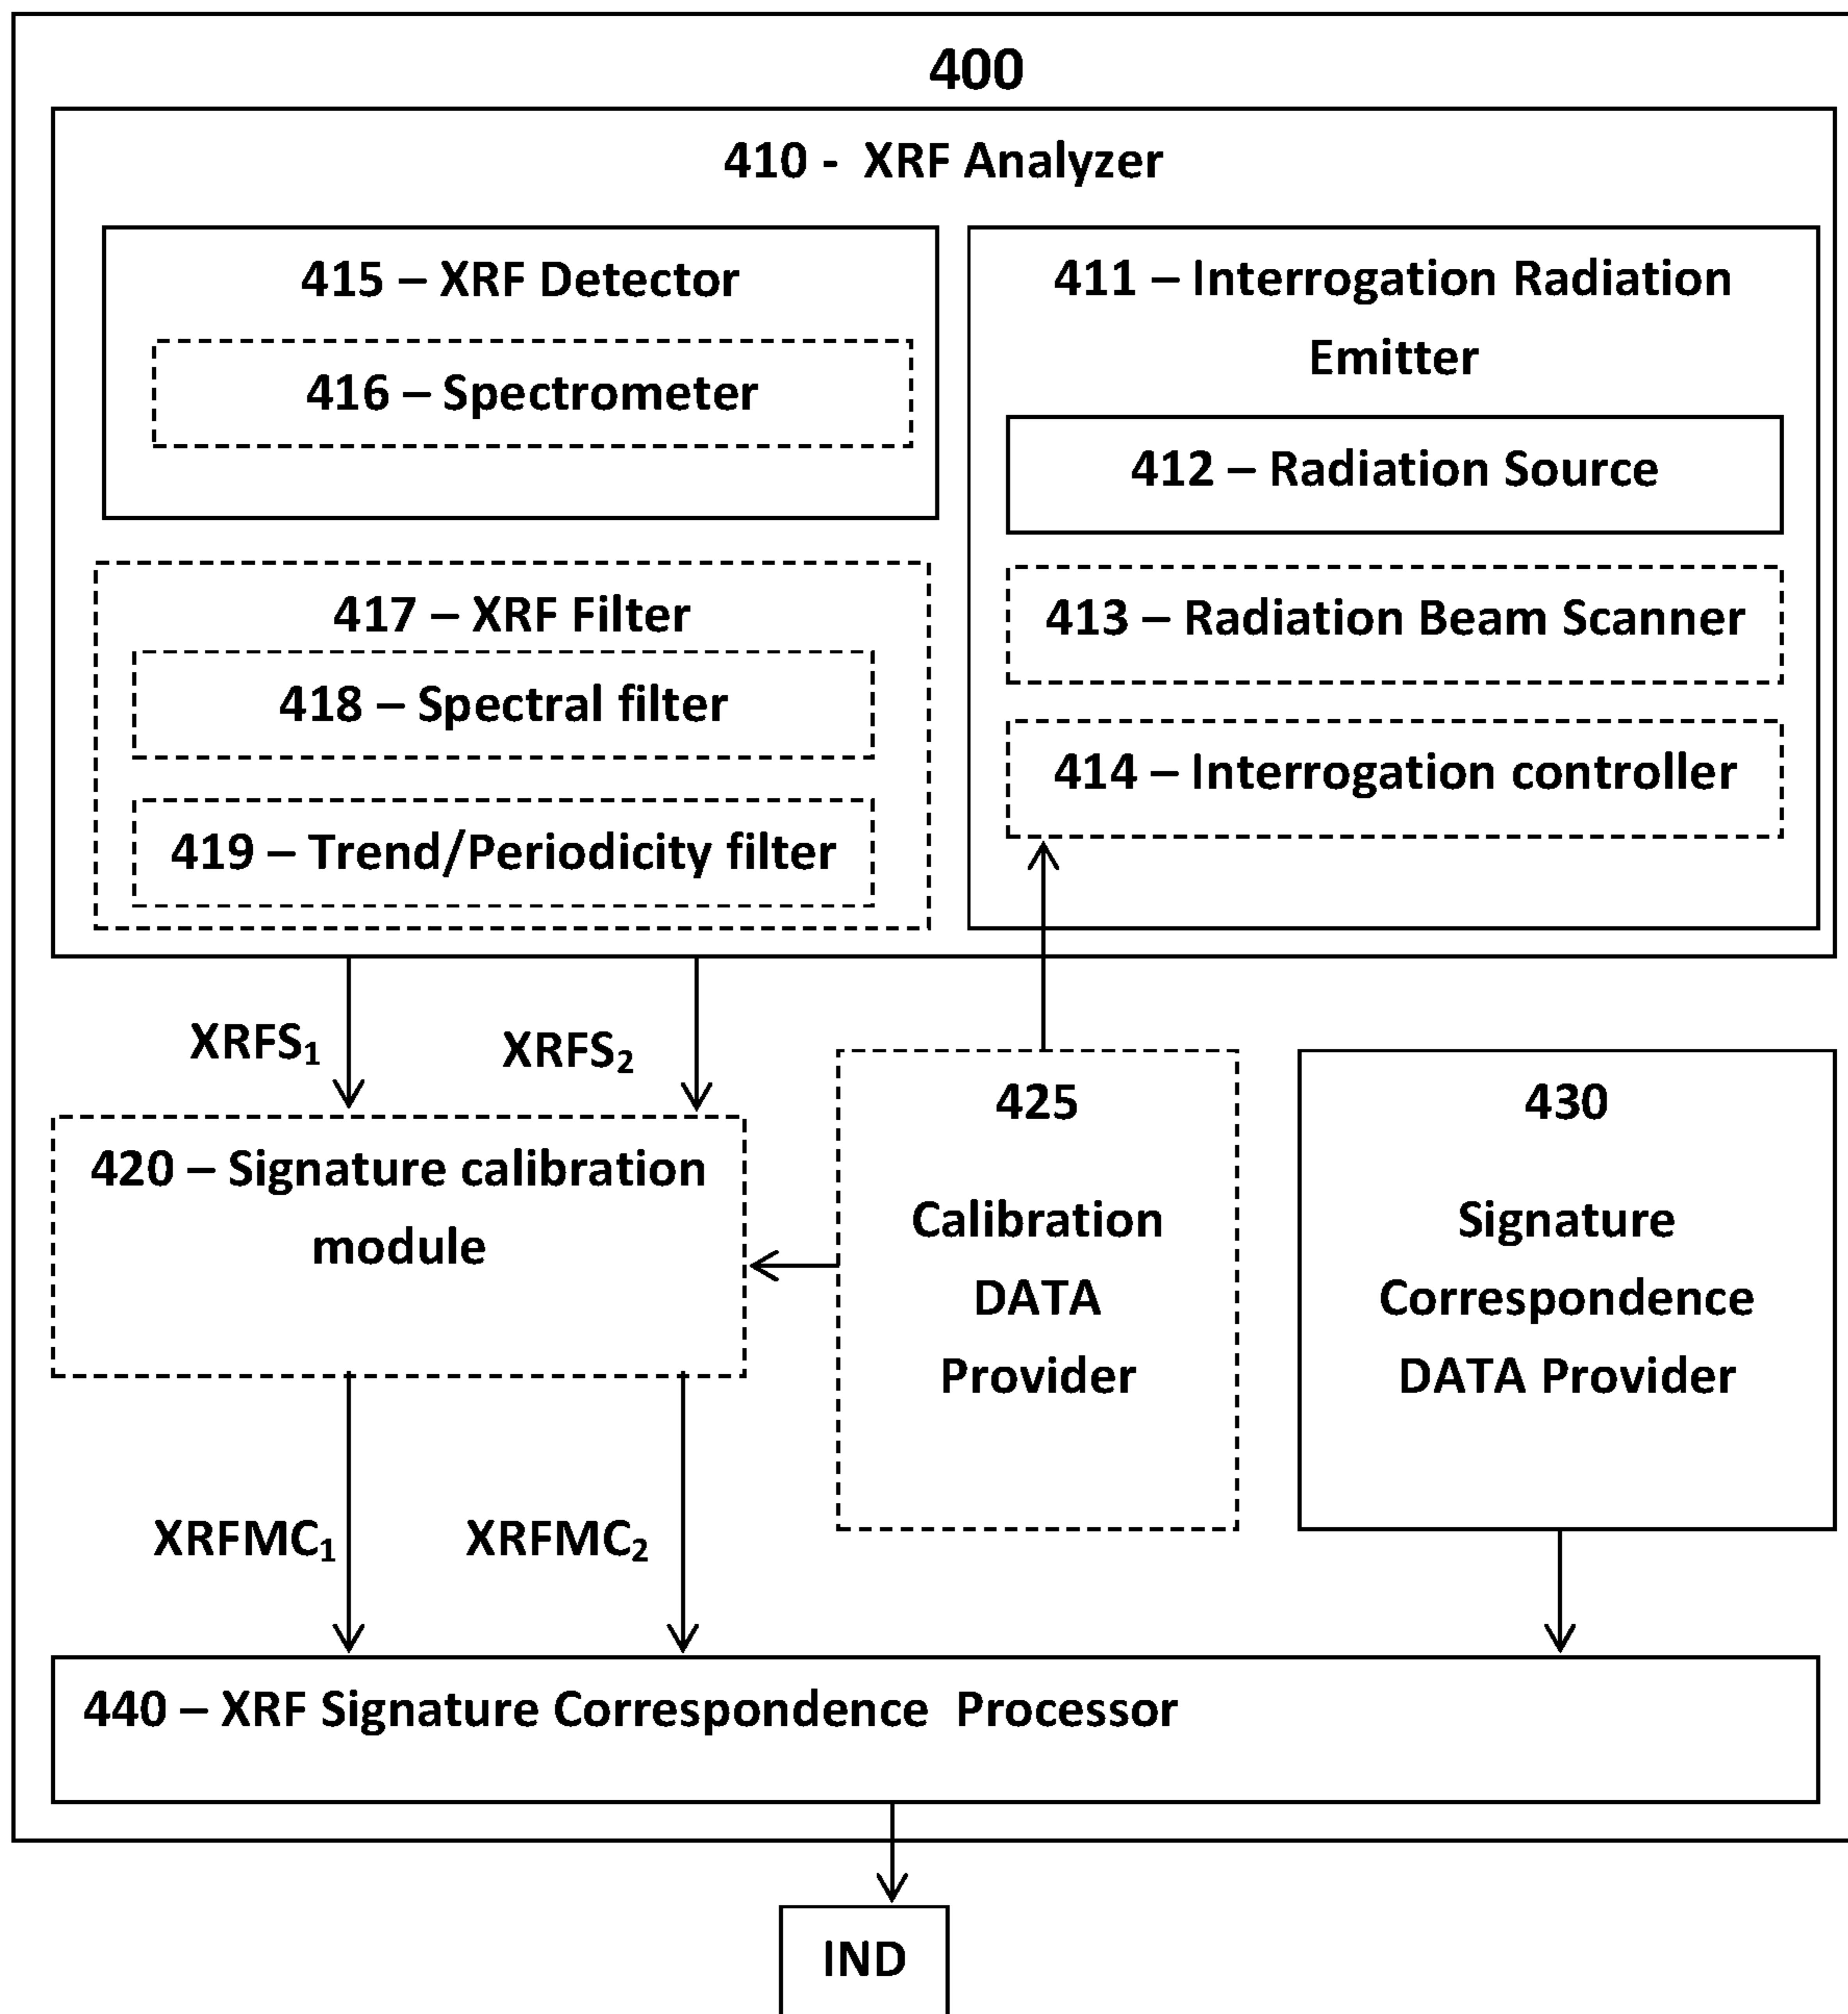 400
410 - XRF Analyzer
415 – XRF Detector
416 – Spectrometer
417 – XRF Filter
418 – Spectral filter
419 – Trend/Periodicity filter
411 – Interrogation Radiation
Emitter
412 – Radiation Source
413 – Radiation Beam Scanner
414 – Interrogation controller
XRFS₁
XRFS₂
420 – Signature calibration
module
425
Calibration
DATA
Provider
430
Signature
Correspondence
DATA Provider
XRFMC₁
XRFMC₂
440 – XRF Signature Correspondence Processor
IND